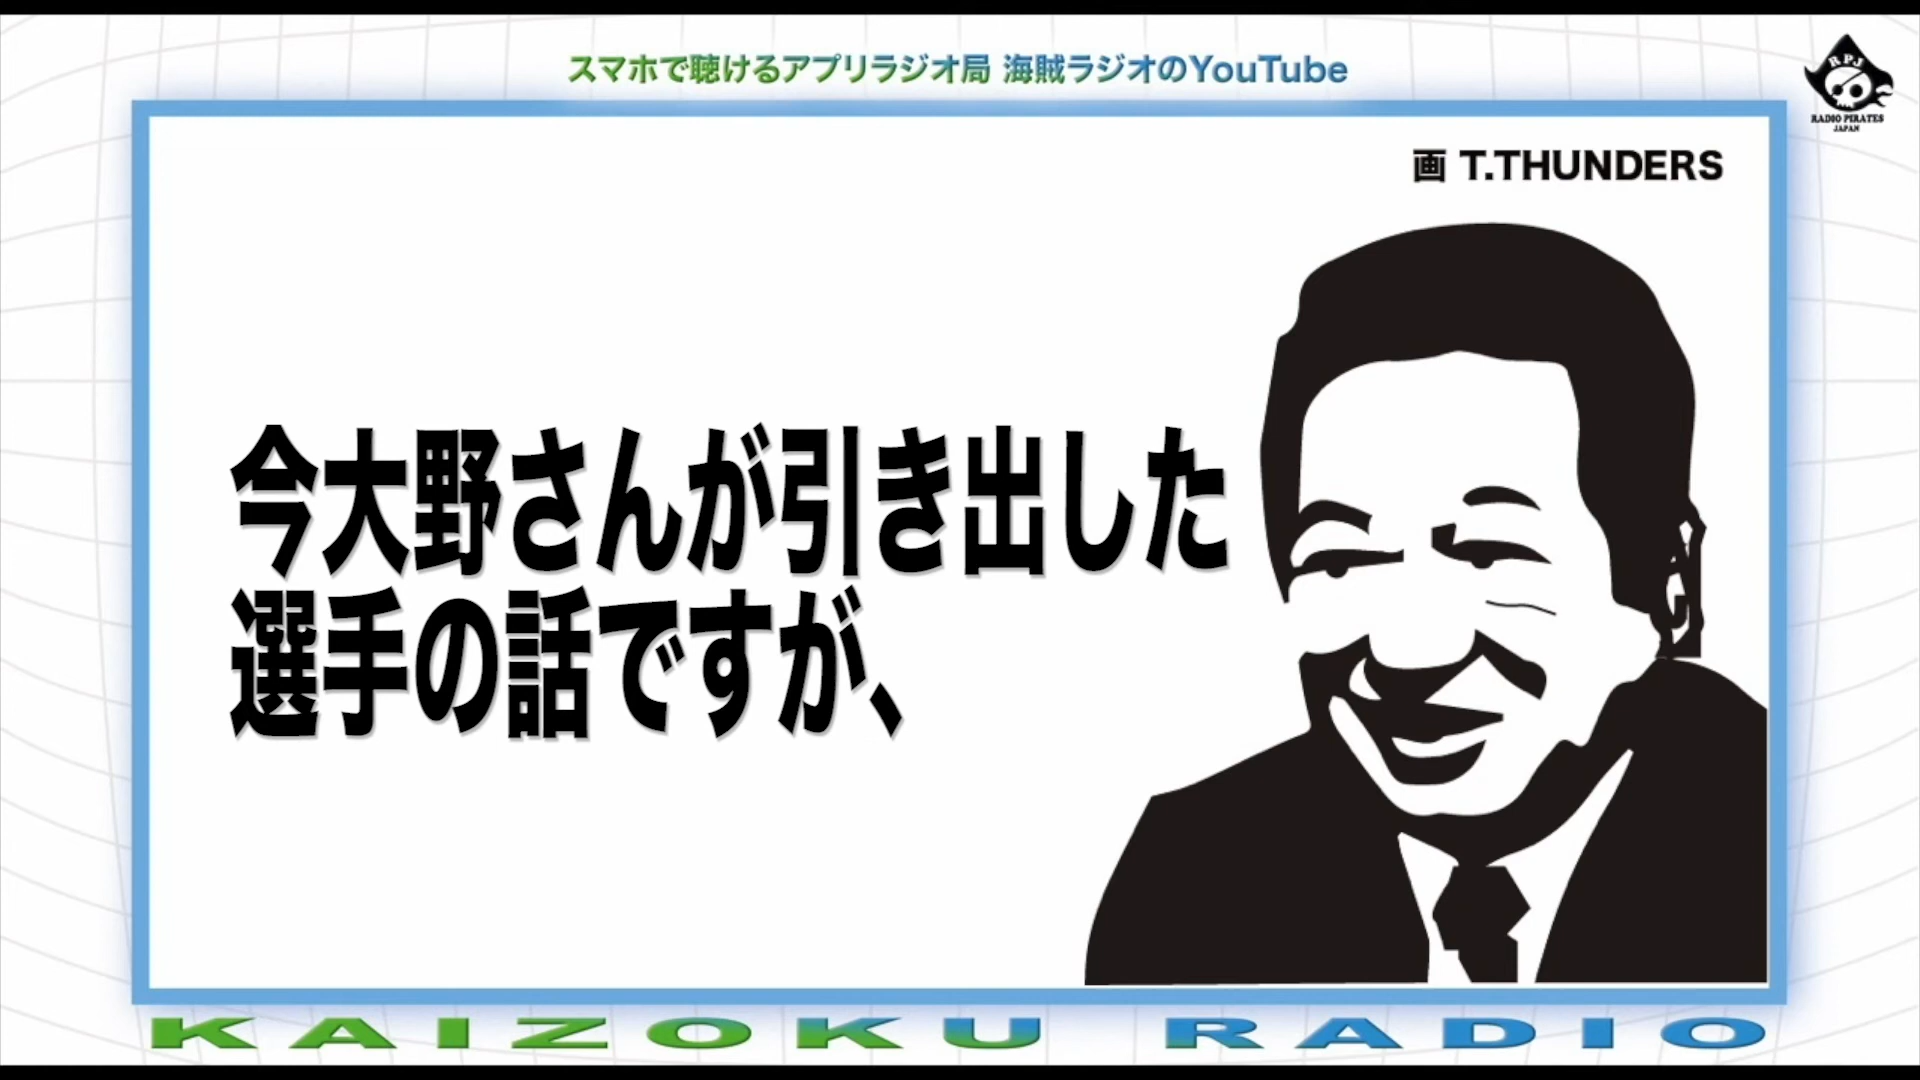 スマホで聴けるアプリラジオ局 海賊ラジオのYouTube
RPJ
RADIO PIRATES
JAPAN
画 T.THUNDERS
今大野さんが引き出した
選手の話ですが、
KAIZOKU RADIO